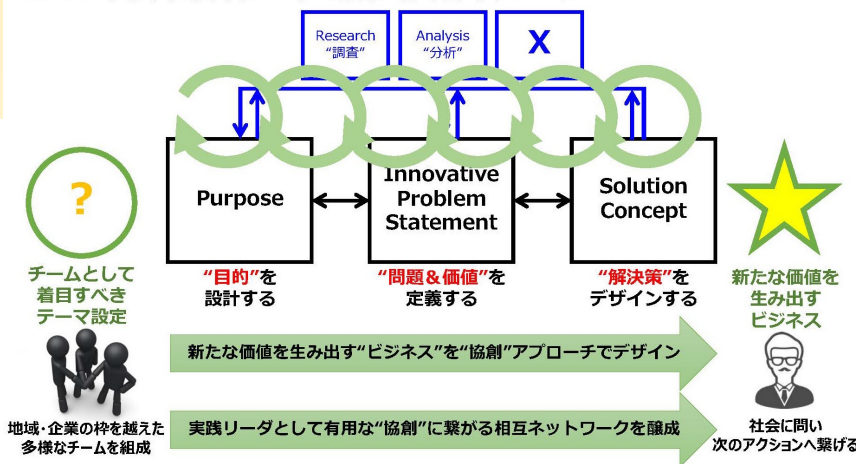 Research
“調査”
Analysis
“分析”
X
?
Purpose
Innovative
Problem
Statement
Solution
Concept
チームとして
着目すべき
テーマ設定
“目的”を
設計する
“問題&価値”を
定義する
“解決策”を
デザインする
新たな価値を
生み出す
ビジネス
新たな価値を生み出す“ビジネス”を“協創”アプローチでデザイン
地域・企業の枠を越えた
多様なチームを組成
実践リーダとして有用な“協創”に繋がる相互ネットワークを醸成
社会に問い
次のアクションへ繋げる